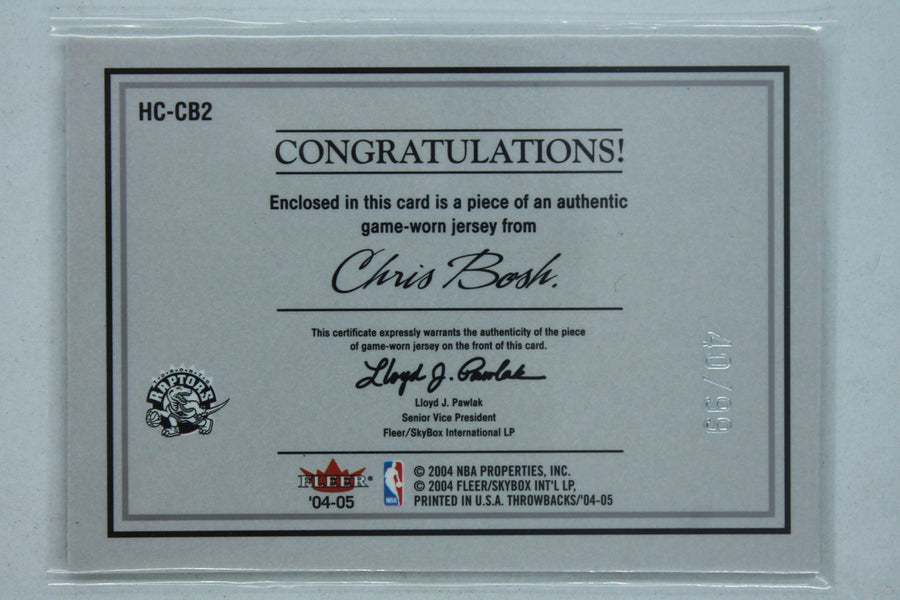 HC-CB2
CONGRATULATIONS!
Enclosed in this card is a piece of an authentic
game-worn jersey from
Chris Bosh.
This certificate expressly warrants the authenticity of the piece
of game-worn jersey on the front of this card.
Lloyd J. Pawlak
Lloyd J. Pawlak
Senior Vice President
Fleer/SkyBox International LP
TORONTO
RAPTORS
40/99
FLEER®
'04-05
NBA
© 2004 NBA PROPERTIES, INC.
© 2004 FLEER/SKYBOX INT'L LP,
PRINTED IN U.S.A. THROWBACKS/'04-05